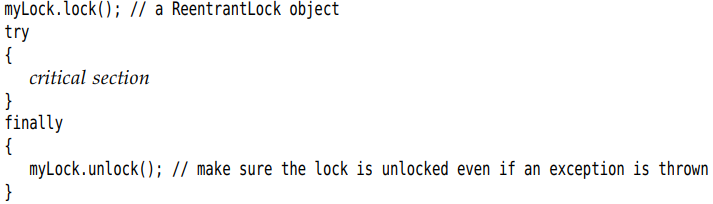 myLock.lock(); // a ReentrantLock object
try
{
critical section
}
finally
{
myLock.unlock(); // make sure the lock is unlocked even if an exception is thrown
}